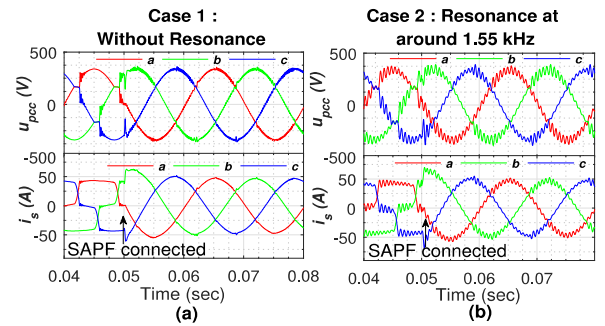 Case 1 :
Without Resonance
Case 2 : Resonance at
around 1.55 kHz
(a)
500
0
-500
u_pcc (V)
a b c
50
0
-50
i_s (A)
a b c
SAPF connected
0.04 0.05 0.06 0.07 0.08
Time (sec)
(a)
(b)
500
0
-500
u_pcc (V)
a b c
50
0
-50
i_s (A)
a b c
SAPF connected
0.04 0.05 0.06 0.07
Time (sec)
(b)